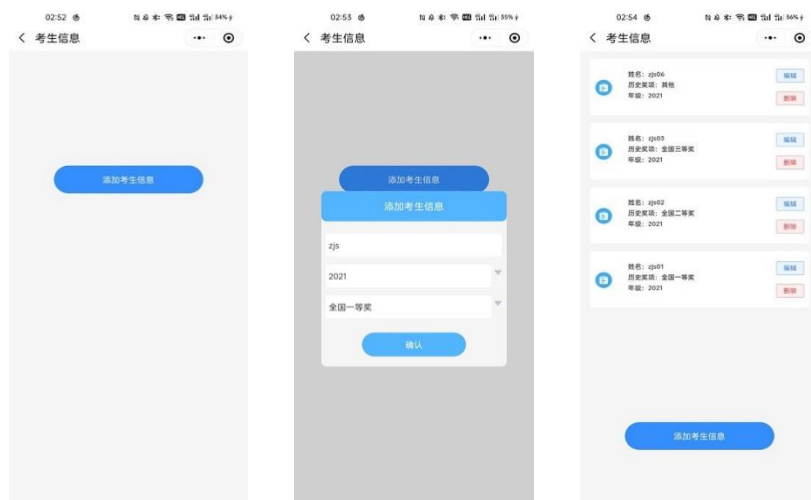 02:52
54%
考生信息
添加考生信息
02:53
55%
考生信息
添加考生信息
添加考生信息
zjs
2021
全国一等奖
确认
02:54
56%
考生信息
姓名：zjs06
历史奖项：其他
年级：2021
编辑
删除
姓名：zjs03
历史奖项：全国三等奖
年级：2021
编辑
删除
姓名：zjs02
历史奖项：全国二等奖
年级：2021
编辑
删除
姓名：zjs01
历史奖项：全国一等奖
年级：2021
编辑
删除
添加考生信息